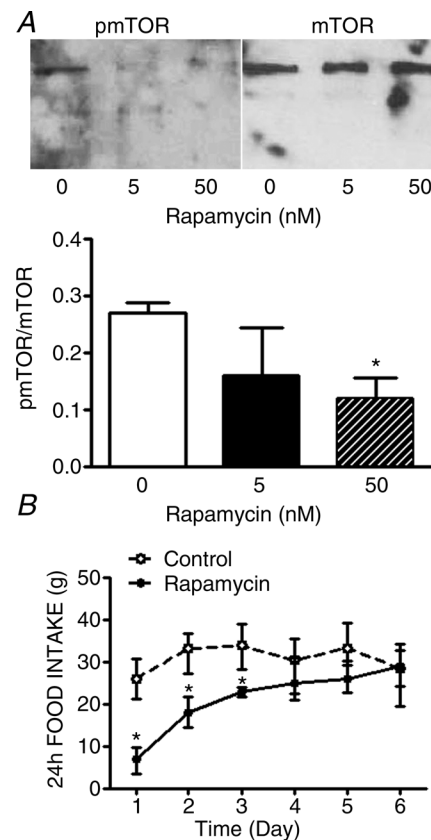 A
pmTOR mTOR
0 5 50 0 5 50
Rapamycin (nM)
0.4
0.3
0.2
0.1
0.0
pmTOR/mTOR
*
0 5 50
Rapamycin (nM)
B
Control
Rapamycin
50
40
30
20
10
0
24h FOOD INTAKE (g)
* * *
1 2 3 4 5 6
Time (Day)